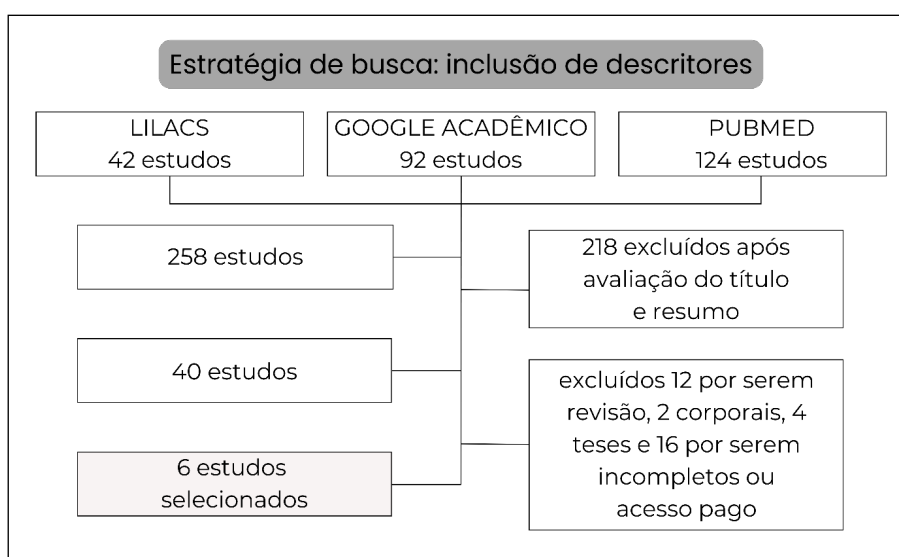 Estratégia de busca: inclusão de descritores
LILACS
42 estudos
GOOGLE ACADÊMICO
92 estudos
PUBMED
124 estudos
258 estudos
218 excluídos após
avaliação do título
e resumo
40 estudos
excluídos 12 por serem
revisão, 2 corporais, 4
teses e 16 por serem
incompletos ou
acesso pago
6 estudos
selecionados